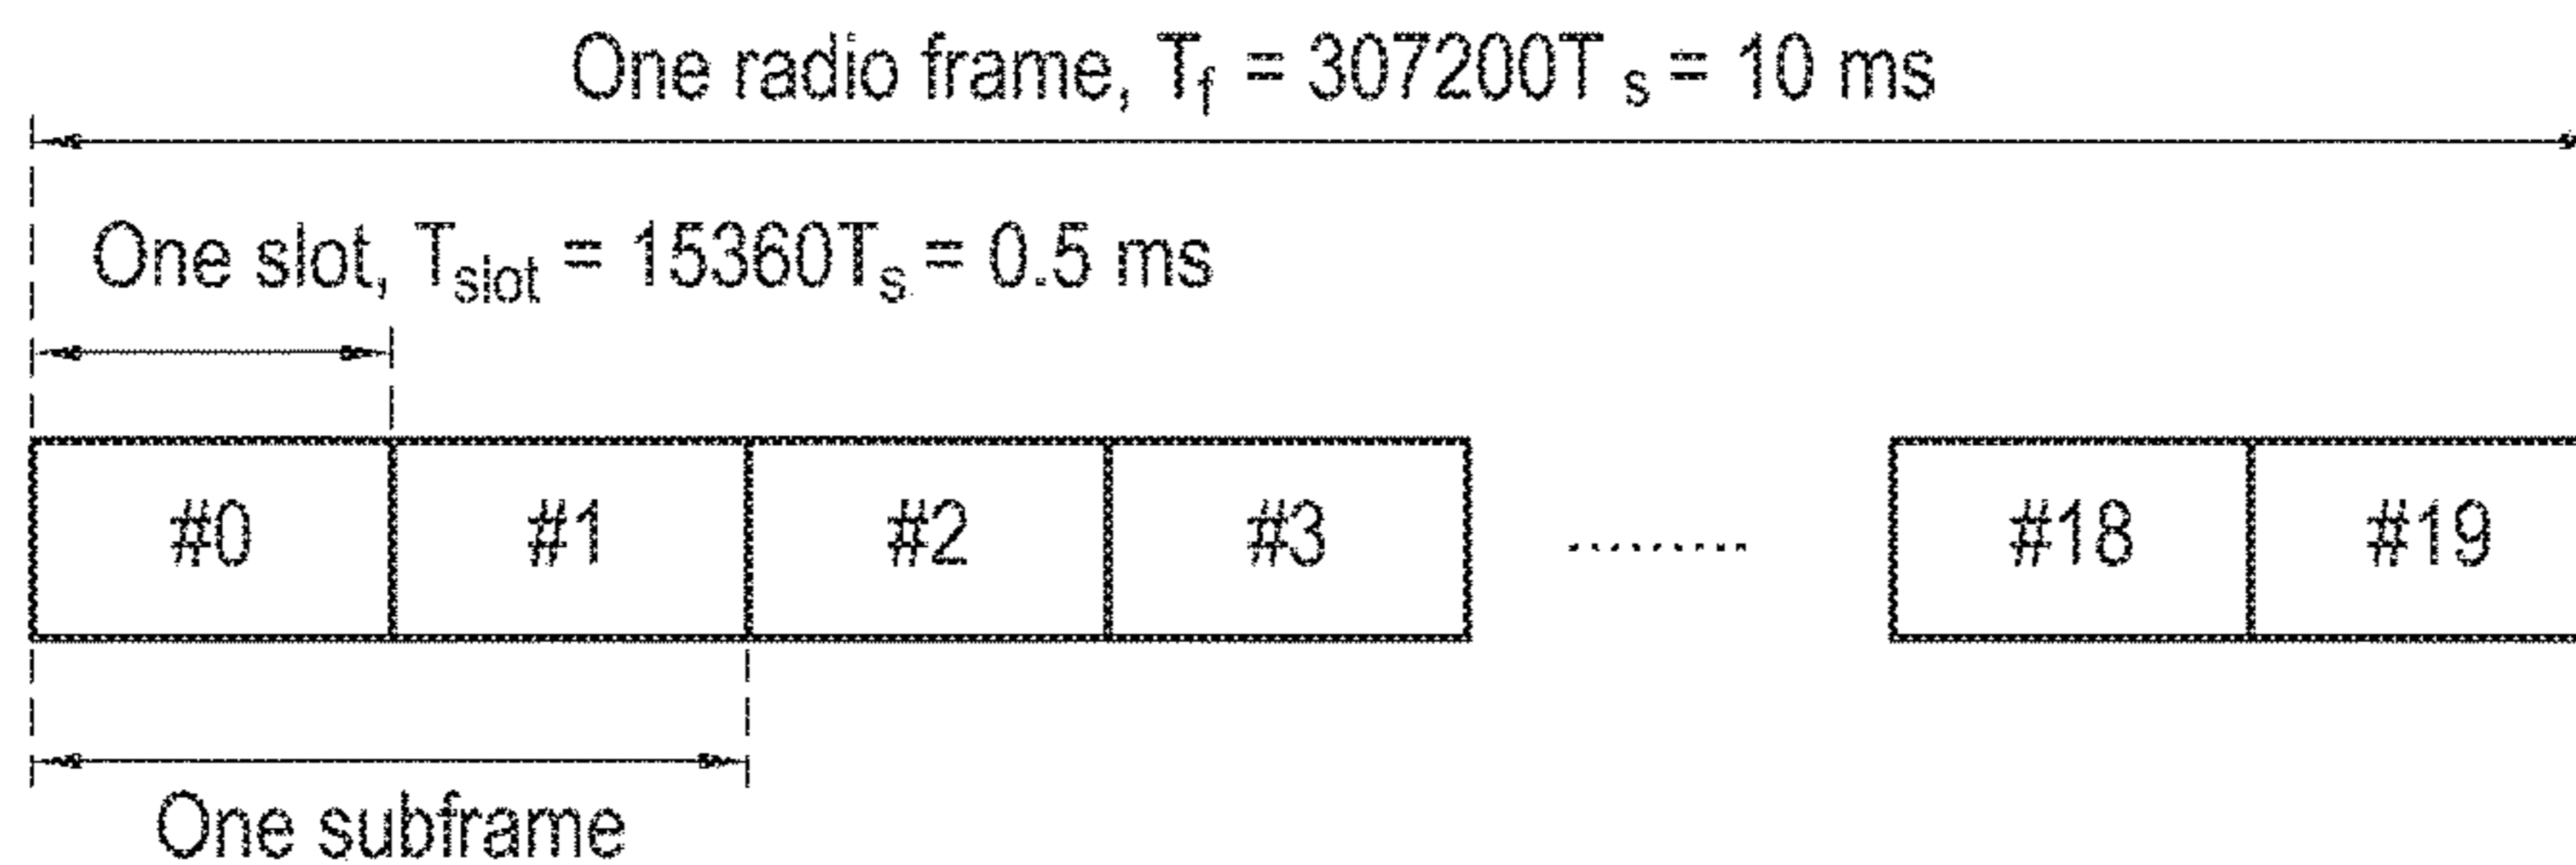 One radio frame, Tf = 307200Ts = 10 ms
One slot, Tslot = 15360Ts = 0.5 ms
#0 #1 #2 #3 ......... #18 #19
One subframe